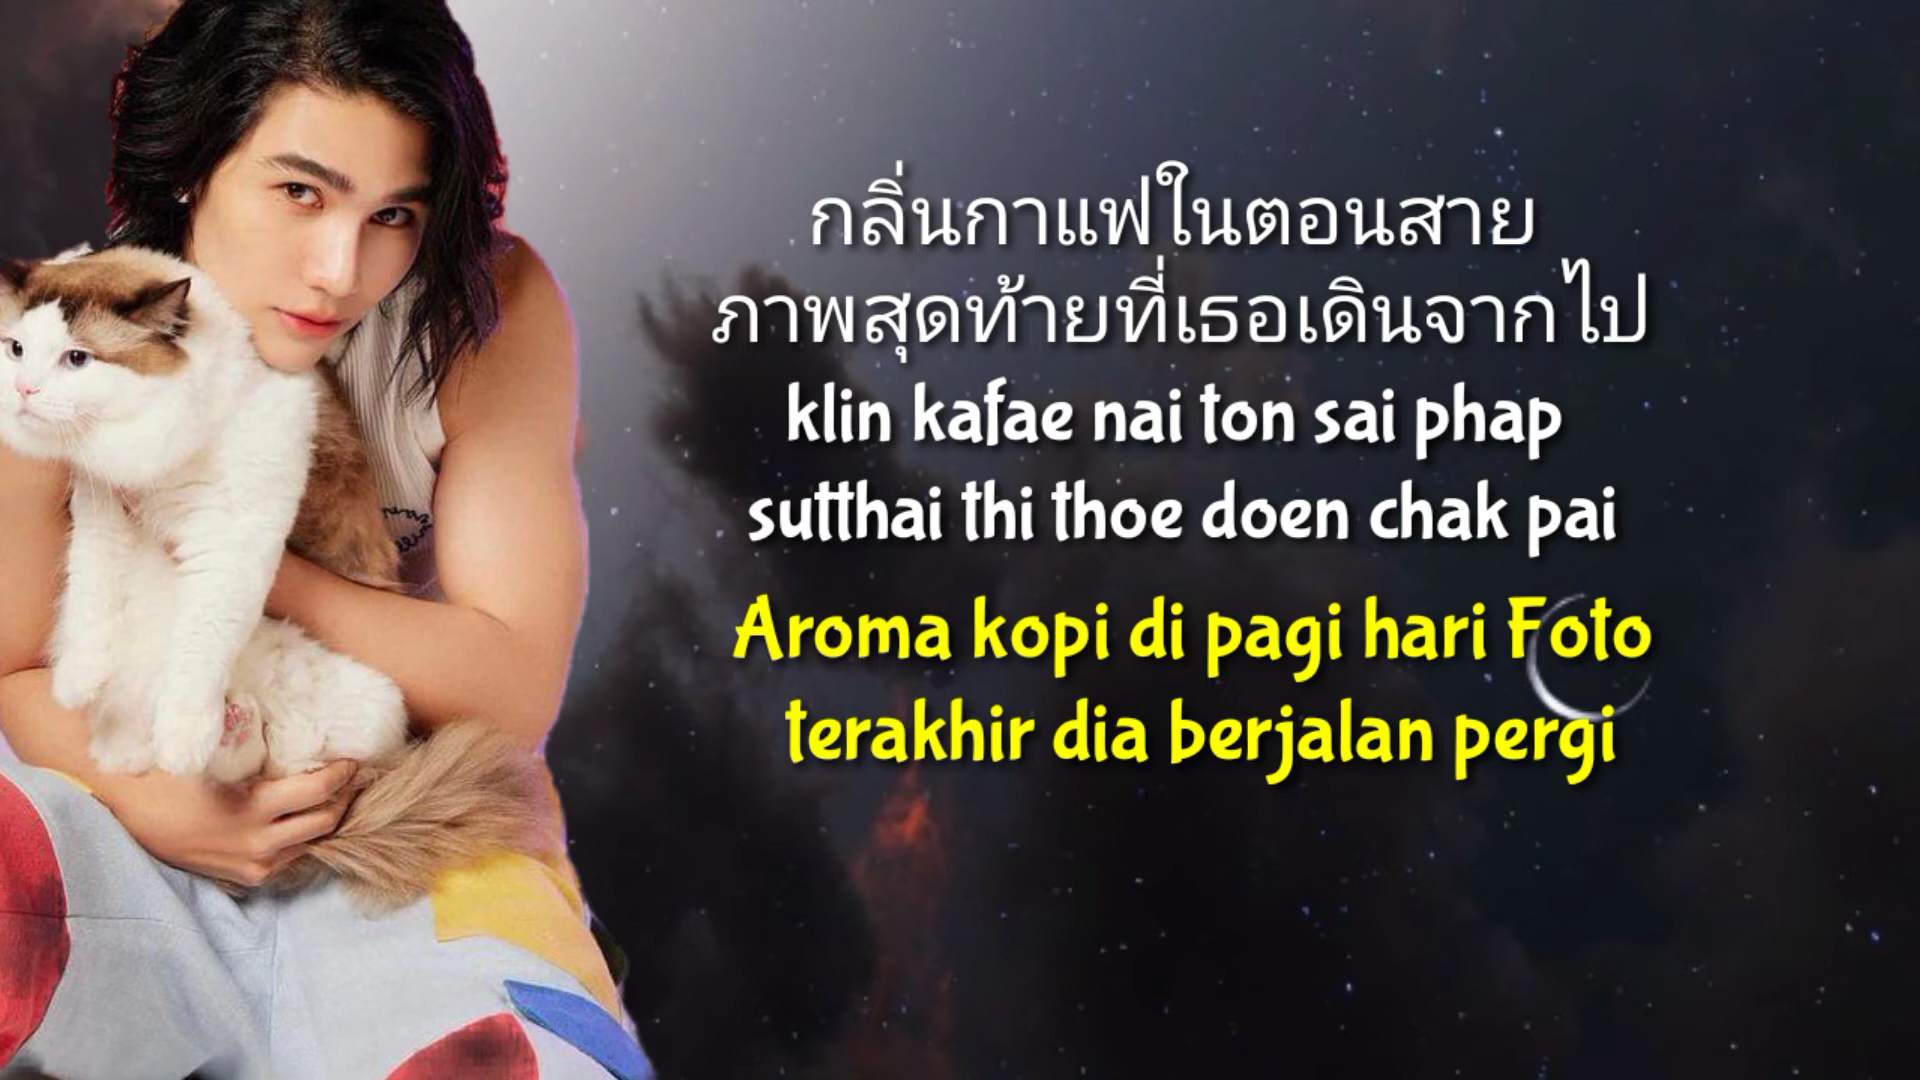 กลิ่นกาแฟในตอนสาย
ภาพสุดท้ายที่เธอเดินจากไป
klin kafae nai ton sai phap
sutthai thi thoe doen chak pai
Aroma kopi di pagi hari Foto
terakhir dia berjalan pergi